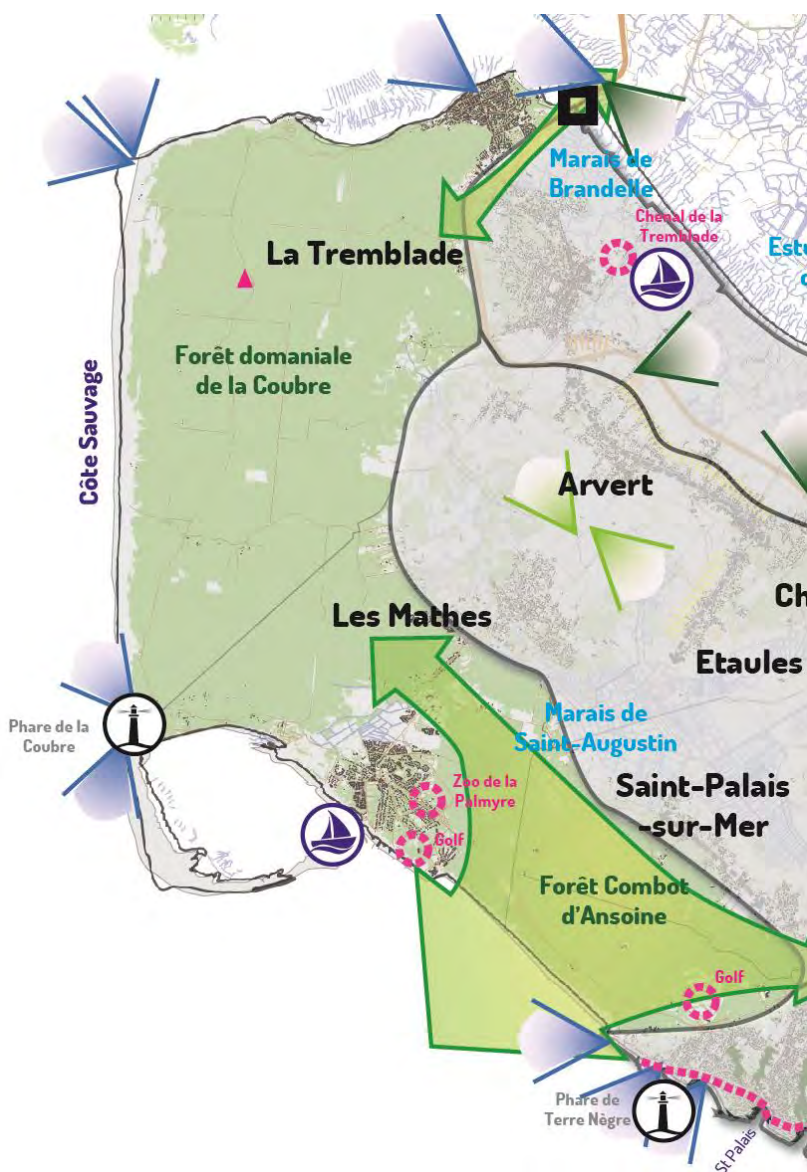 Marais de
Brandelle
Chenal de la
Tremblade
La Tremblade
Estu
Forêt domaniale
de la Coubre
Côte Sauvage
Arvert
Les Mathes
Ch
Etaules
Marais de
Saint-Augustin
Phare de la
Coubre
Zoo de la
Palmyre
Saint-Palais
-sur-Mer
Golf
Forêt Combot
d'Ansoine
Golf
Phare de
Terre Nègre
St Palais